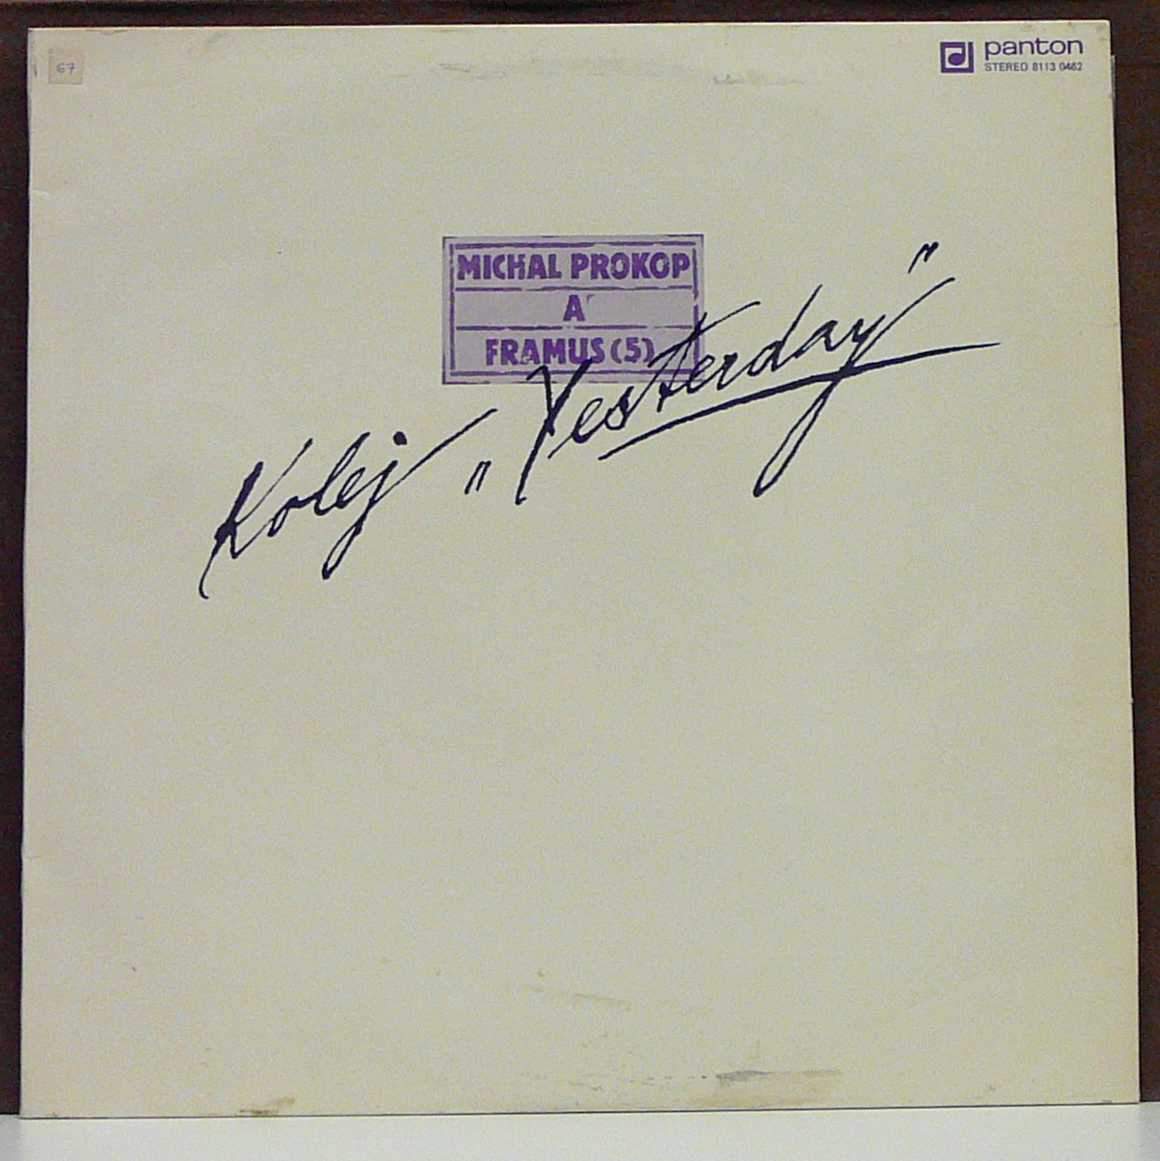 67
panton
STEREO 8113 0462
MICHAL PROKOP
A
FRAMUS (5)
Kolej „Yesterday”